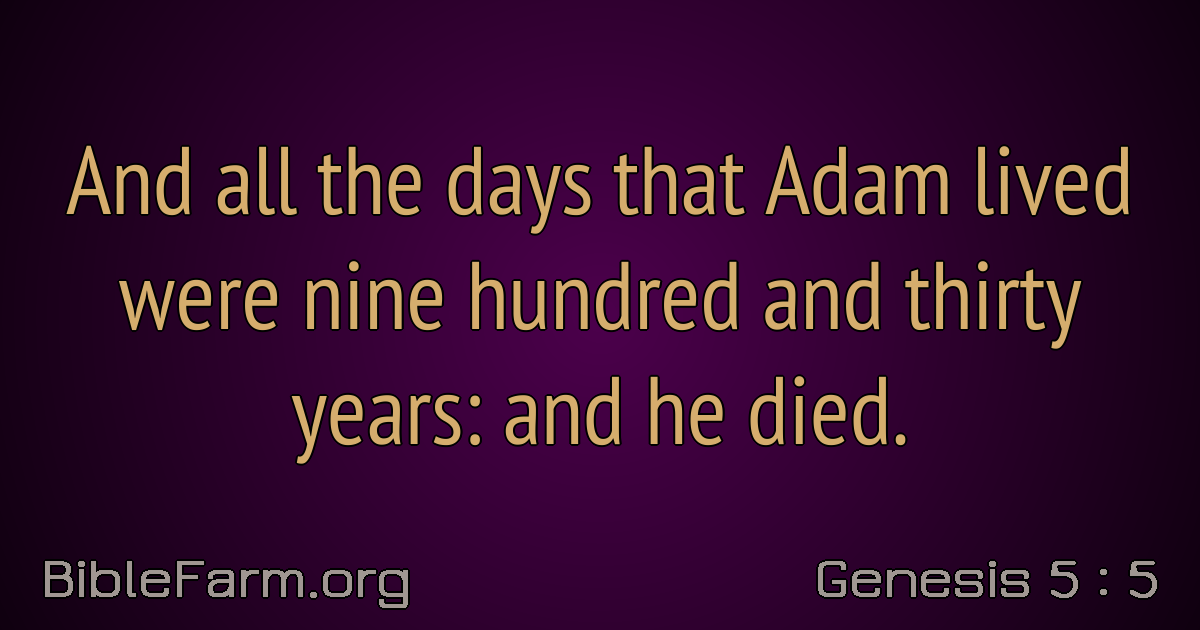 And all the days that Adam lived
were nine hundred and thirty
years: and he died.
BibleFarm.org
Genesis 5 : 5